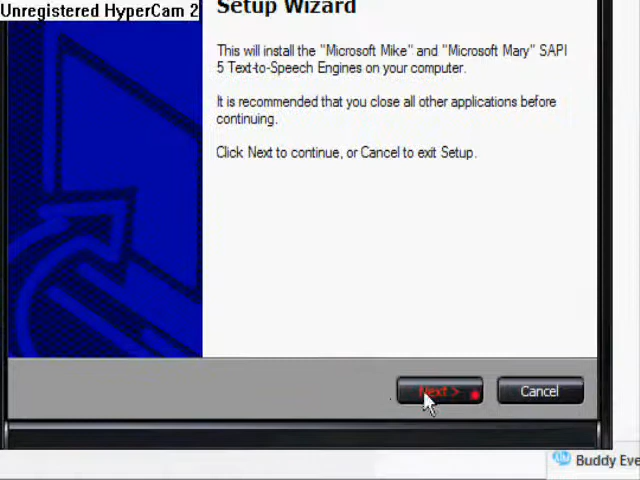 Unregistered HyperCam 2
Setup Wizard
This will install the "Microsoft Mike" and "Microsoft Mary" SAPI
5 Text-to-Speech Engines on your computer.
It is recommended that you close all other applications before
continuing.
Click Next to continue, or Cancel to exit Setup.
Next >
Cancel
Buddy Eve